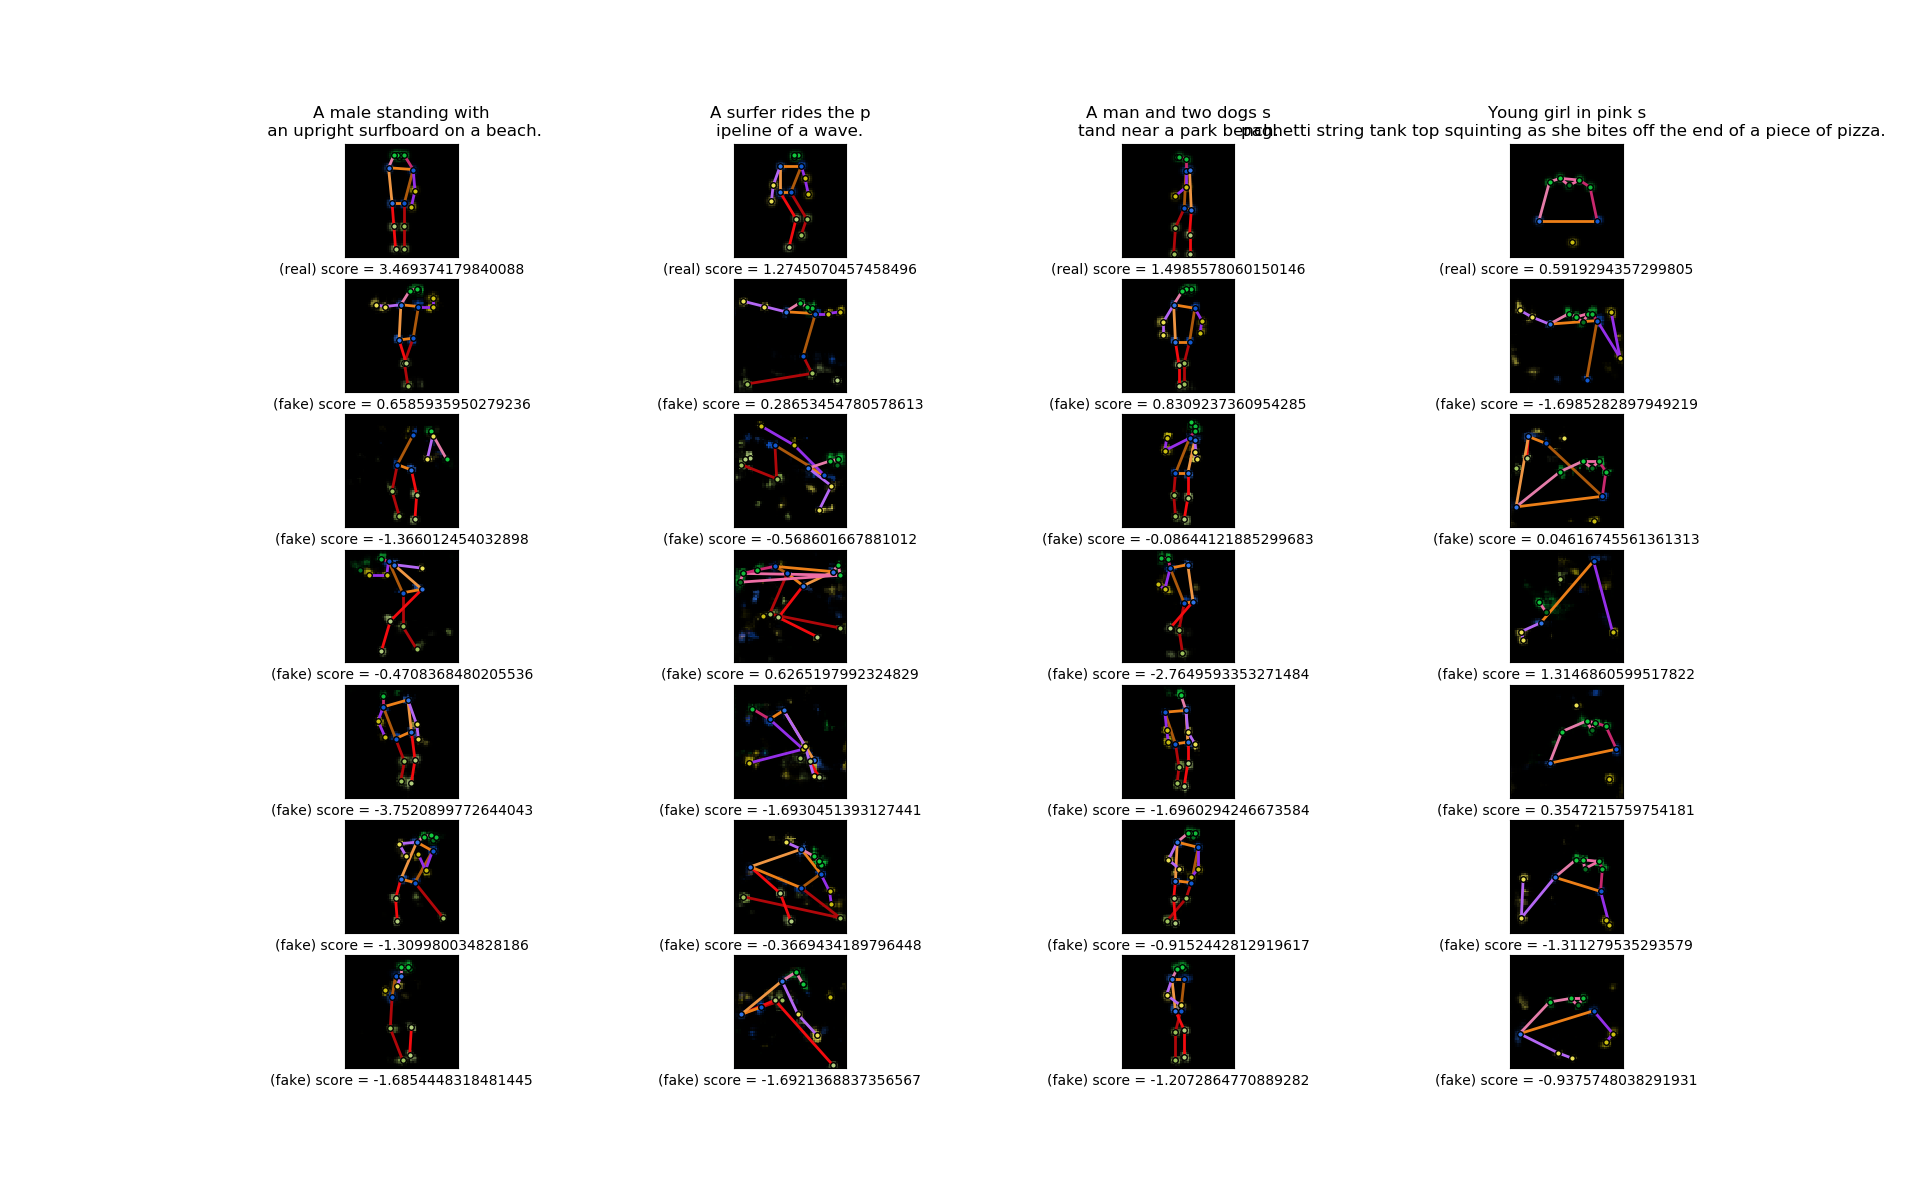 A male standing with
an upright surfboard on a beach.
A surfer rides the p
ipeline of a wave.
A man and two dogs s
tand near a park bench.
Young girl in pink s
paghetti string tank top squinting as she bites off the end of a piece of pizza.
(real) score = 3.469374179840088
(real) score = 1.2745070457458496
(real) score = 1.4985578060150146
(real) score = 0.5919294357299805
(fake) score = 0.6585935950279236
(fake) score = 0.28653454780578613
(fake) score = 0.8309237360954285
(fake) score = -1.6985282897949219
(fake) score = -1.366012454032898
(fake) score = -0.568601667881012
(fake) score = -0.08644121885299683
(fake) score = 0.04616745561361313
(fake) score = -0.4708368480205536
(fake) score = 0.6265197992324829
(fake) score = -2.7649593353271484
(fake) score = 1.3146860599517822
(fake) score = -3.7520899772644043
(fake) score = -1.6930451393127441
(fake) score = -1.6960294246673584
(fake) score = 0.3547215759754181
(fake) score = -1.309980034828186
(fake) score = -0.3669434189796448
(fake) score = -0.9152442812919617
(fake) score = -1.311279535293579
(fake) score = -1.6854448318481445
(fake) score = -1.6921368837356567
(fake) score = -1.2072864770889282
(fake) score = -0.9375748038291931